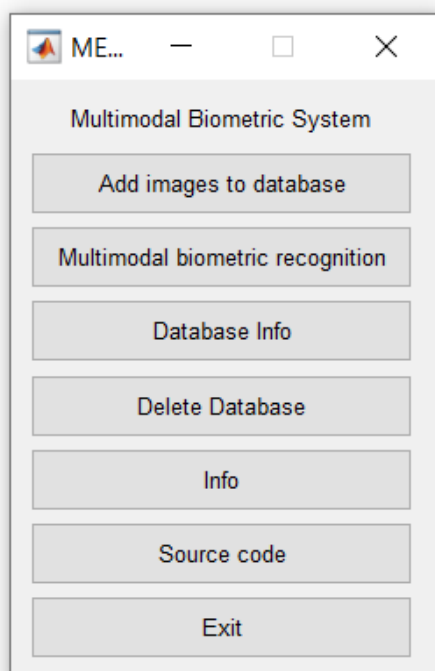 ME...
Multimodal Biometric System
Add images to database
Multimodal biometric recognition
Database Info
Delete Database
Info
Source code
Exit